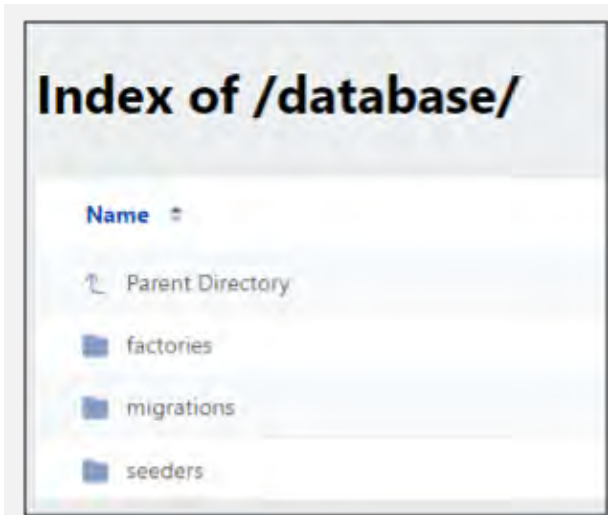 Index of /database/
Name
Parent Directory
factories
migrations
seeders